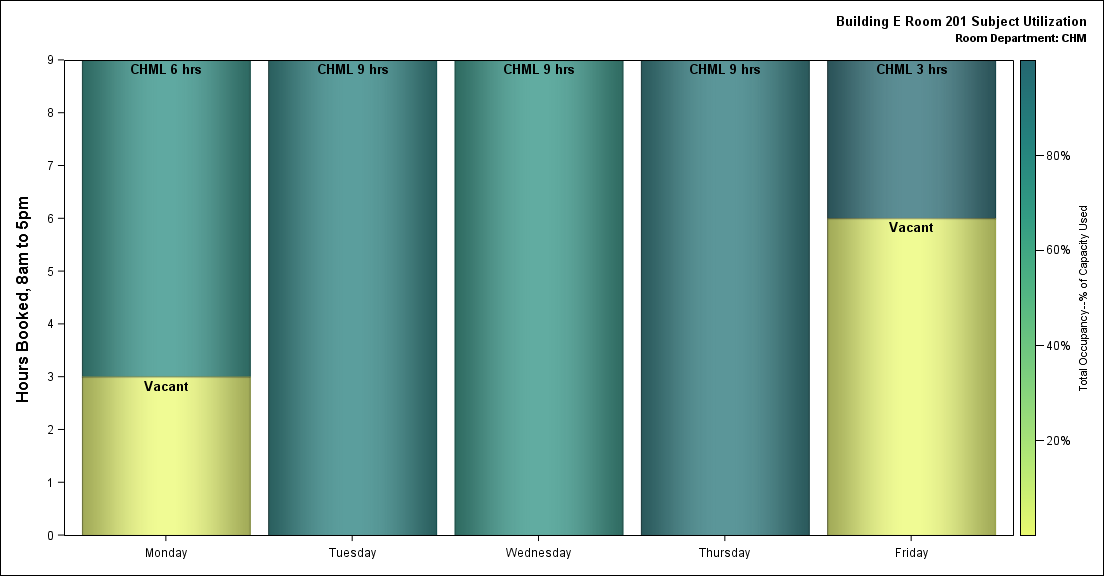 Building E Room 201 Subject Utilization
Room Department: CHM
Hours Booked, 8am to 5pm
9
8
7
6
5
4
3
2
1
0
CHML 6 hrs
CHML 9 hrs
CHML 9 hrs
CHML 9 hrs
CHML 3 hrs
Vacant
Vacant
Monday
Tuesday
Wednesday
Thursday
Friday
80%
60%
40%
20%
Total Occupancy--% of Capacity Used